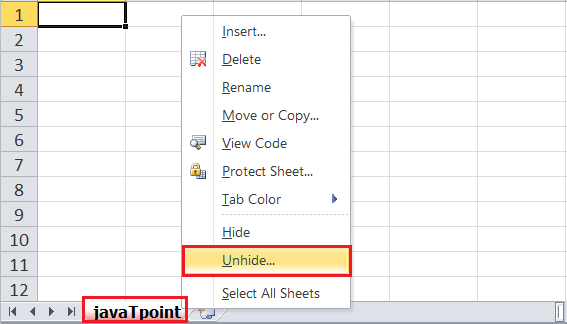 1
2
3
4
5
6
7
8
9
10
11
12
Insert...
Delete
Rename
Move or Copy...
View Code
Protect Sheet...
Tab Color
Hide
Unhide...
Select All Sheets
javaTpoint